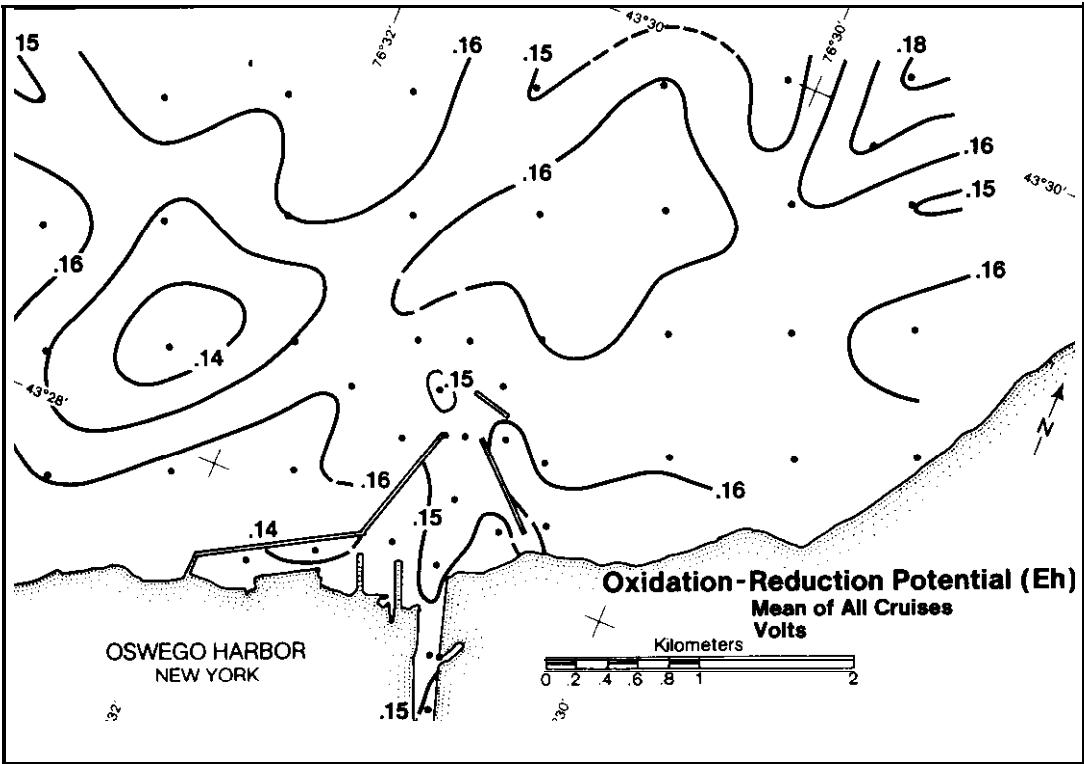 15
76°32'
.16
.15
43°30'
76°30'
.18
.16
.16
.15
43°30'
.16
.16
.14
.15
43°28'
N
.16
.16
.15
.14
Oxidation-Reduction Potential (Eh)
Mean of All Cruises
Volts
OSWEGO HARBOR
NEW YORK
Kilometers
0 .2 .4 .6 .8 1 2
.15
32'
30'